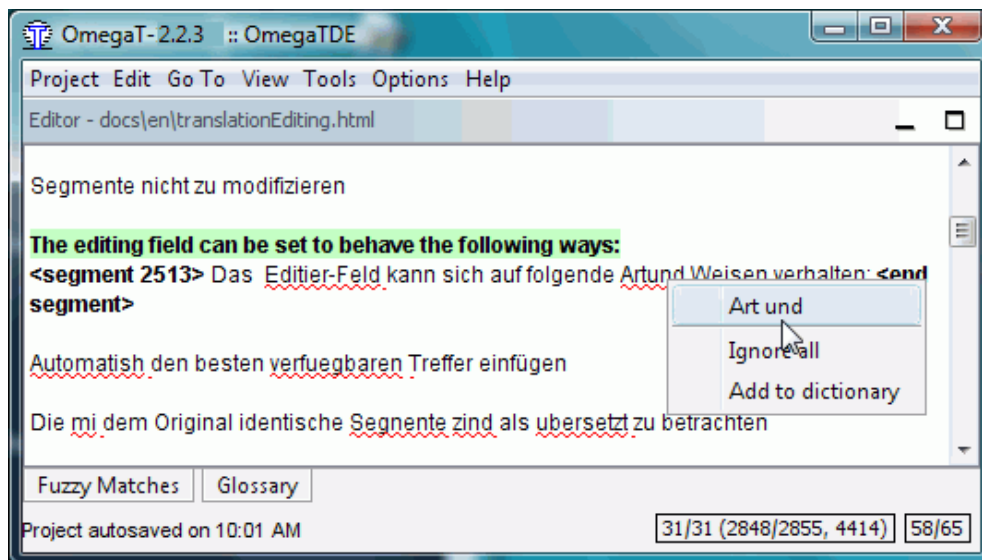 OmegaT-2.2.3 :: OmegaTDE
Project Edit Go To View Tools Options Help
Editor - docs\en\translationEditing.html
Segmente nicht zu modifizieren
The editing field can be set to behave the following ways:
<segment 2513> Das Editier-Feld kann sich auf folgende Artund Weisen verhalten: <end
segment>
Art und
Ignore all
Add to dictionary
Automatish den besten verfuegbaren Treffer einfügen
Die mi dem Original identische Segnente zind als ubersetzt zu betrachten
Fuzzy Matches Glossary
Project autosaved on 10:01 AM 31/31 (2848/2855, 4414) 58/65